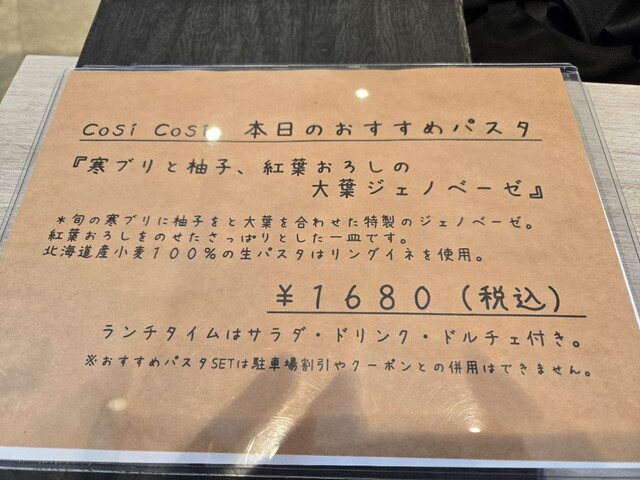 CoSi CoSi 本日のおすすめパスタ
『寒ブリと柚子、紅葉おろしの
大葉ジェノベーゼ』
*旬の寒ブリに柚子をと大葉を合わせた特製のジェノベーゼ。
紅葉おろしをのせたさっぱりとした一皿です。
北海道産小麦100%の生パスタはリングイネを使用。
¥1680(税込)
ランチタイムはサラダ・ドリンク・ドルチェ付き。
※おすすめパスタSETは駐車場割引やクーポンとの併用はできません。